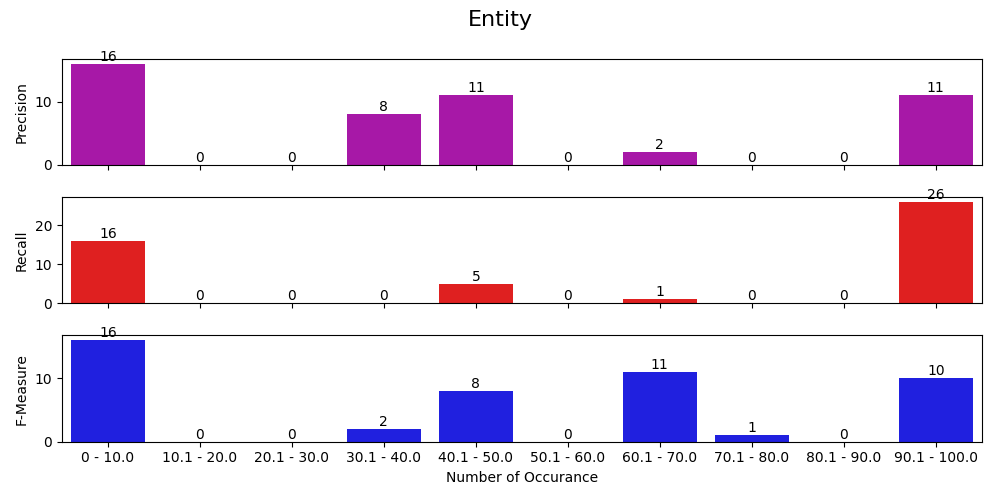 Entity
Precision
10
0
16 0 0 8 11 0 2 0 0 11
Recall
20
10
0
16 0 0 0 5 0 1 0 0 26
F-Measure
10
0
16 0 0 2 8 0 11 1 0 10
0 - 10.0 10.1 - 20.0 20.1 - 30.0 30.1 - 40.0 40.1 - 50.0 50.1 - 60.0 60.1 - 70.0 70.1 - 80.0 80.1 - 90.0 90.1 - 100.0
Number of Occurance